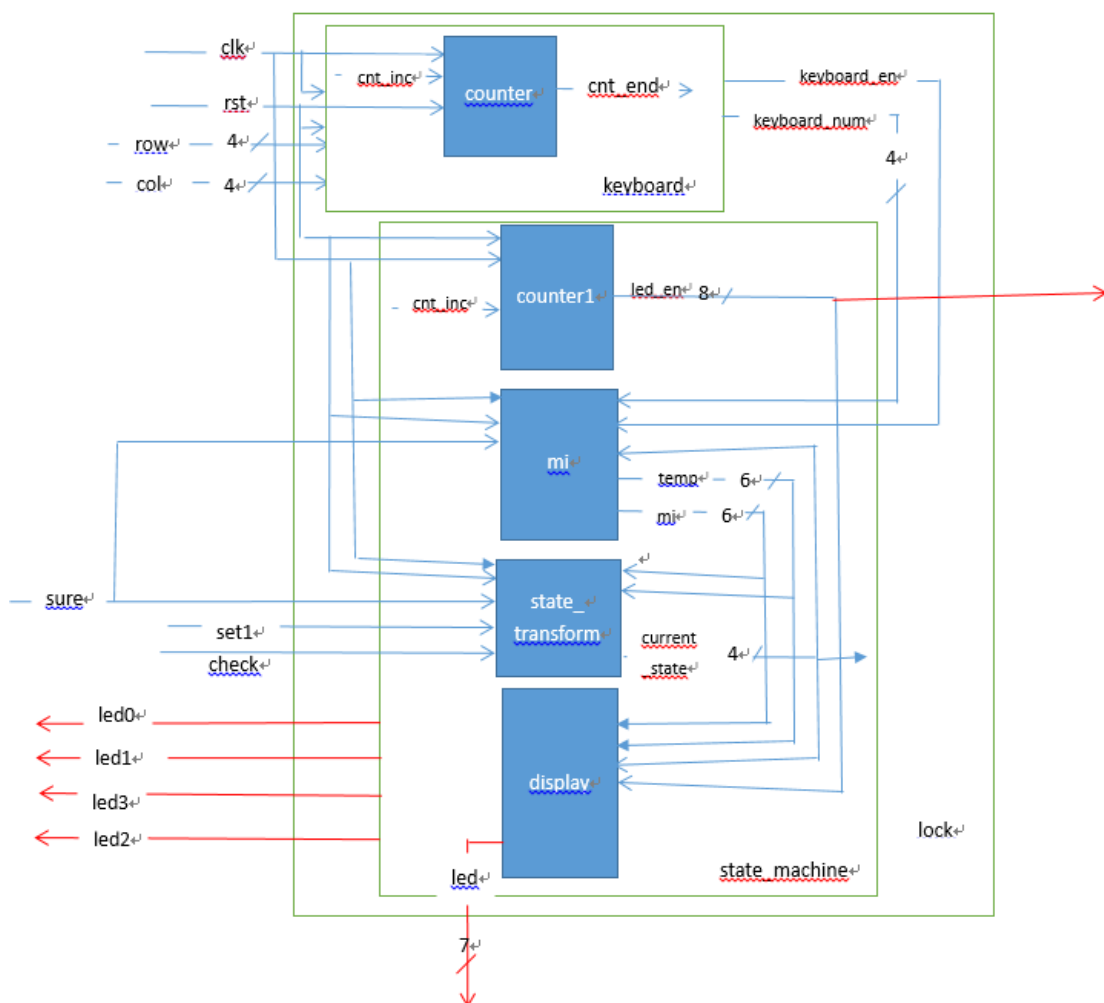 clk
rst
row 4
col 4
cnt_inc
counter
cnt_end
keyboard_en
keyboard_num
4
keyboard
counter1
led_en 8
cnt_inc
mi
temp 6
mi 6
sure
set1
check
state_
transform
current
_state
4
led0
led1
led3
led2
display
lock
state_machine
led
7